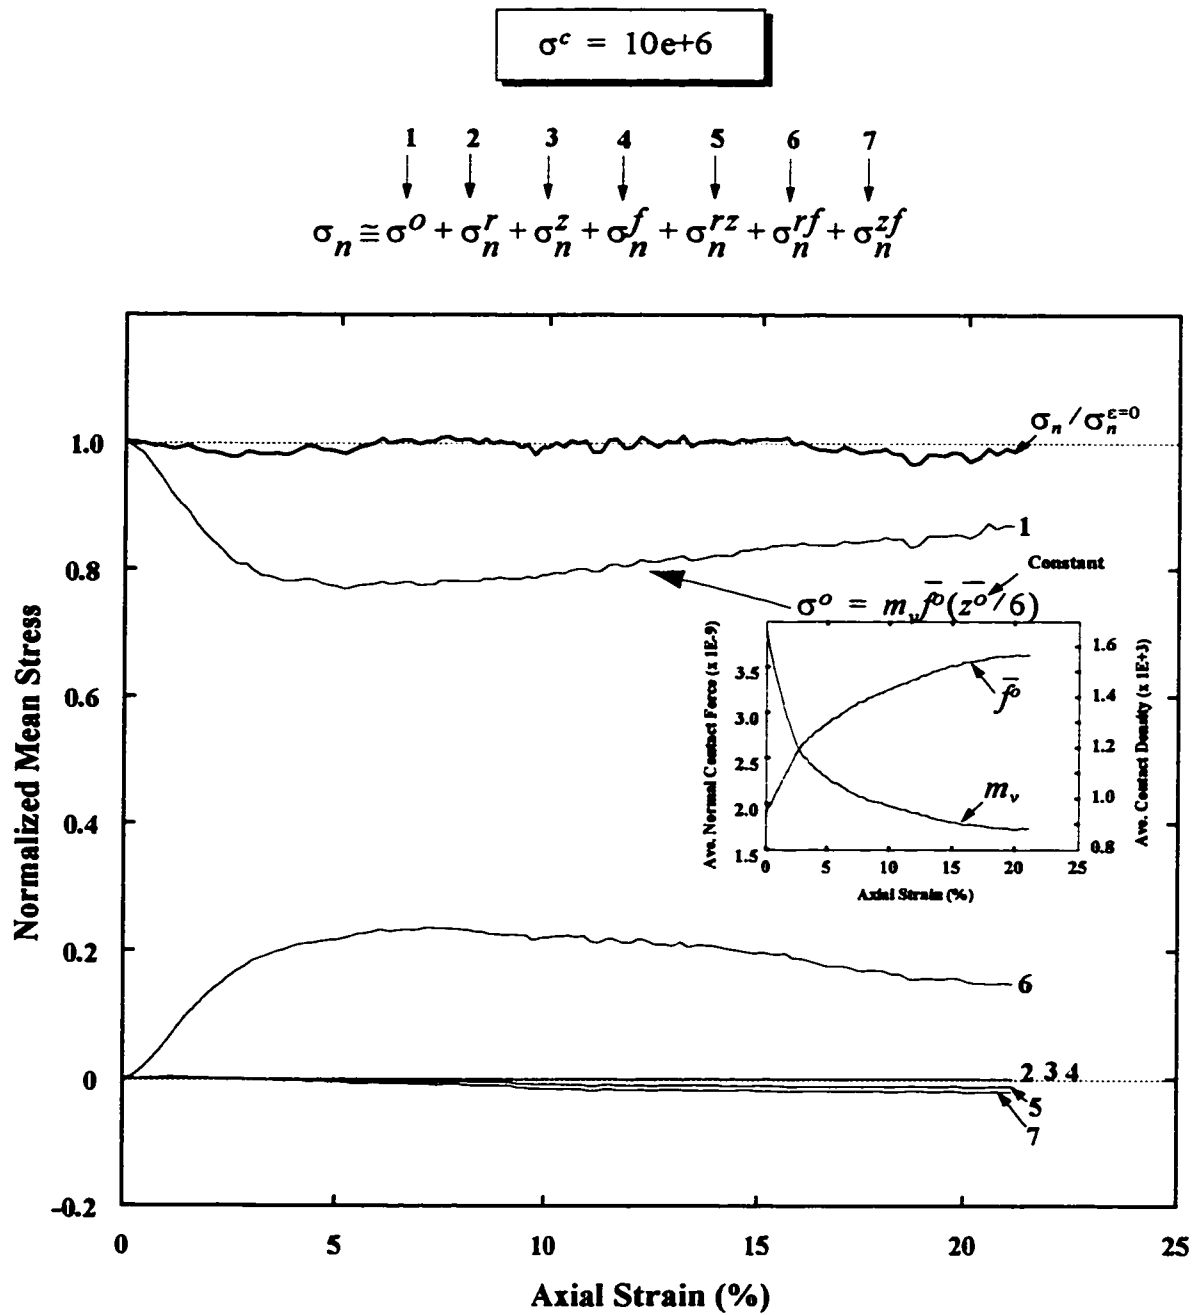 σᶜ = 10e+6
1 2 3 4 5 6 7
σₙ ≅ σ^o + σ_n^r + σ_n^z + σ_n^f + σ_n^{rz} + σ_n^{rf} + σ_n^{zf}
1.0
0.8
0.6
0.4
0.2
0
-0.2
Normalized Mean Stress
σ_n / σ_n^{ε=0}
1
Constant
σ^o = m_v f̄^o (z̄^o/6)
Ave. Normal Contact Force (x 1E-9)
3.5
3.0
2.5
2.0
1.5
1.6
1.4
1.2
1.0
0.8
Ave. Contact Density (x 1E+3)
f̄^o
m_v
0 5 10 15 20 25
Axial Strain (%)
6
2 3 4
5
7
0 5 10 15 20 25
Axial Strain (%)